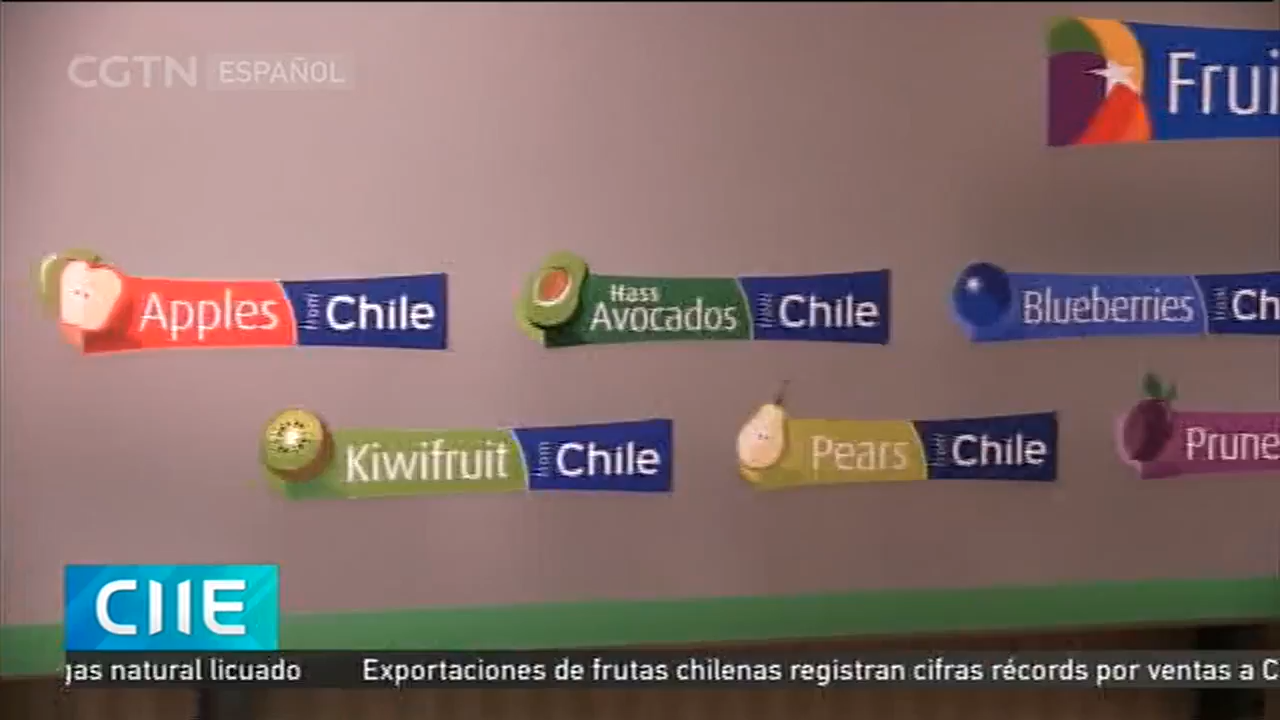 CGTN ESPAÑOL
Frui
Apples from Chile
Hass
Avocados from Chile
Blueberries from Ch
Kiwifruit from Chile
Pears from Chile
Prune
CIIE
gas natural licuado Exportaciones de frutas chilenas registran cifras récords por ventas a C